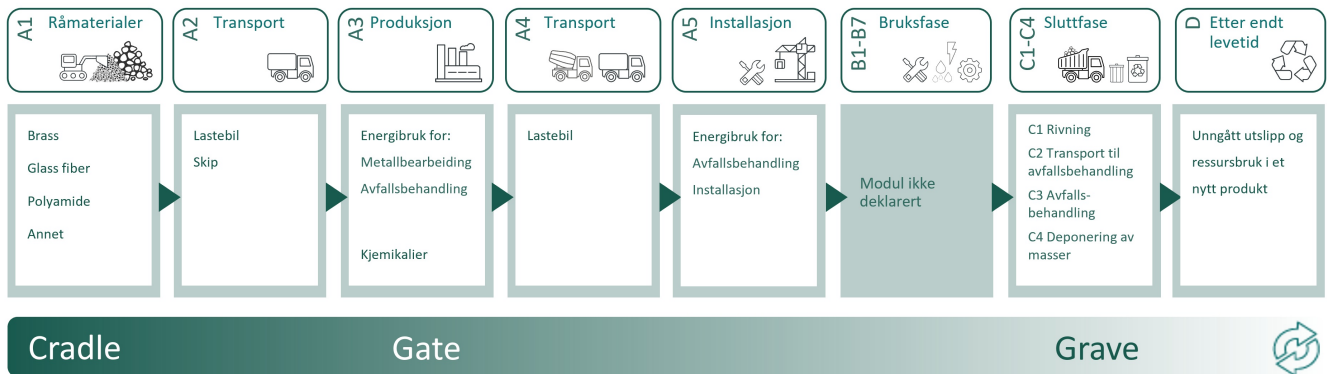 A1 Råmaterialer
A2 Transport
A3 Produksjon
A4 Transport
A5 Installasjon
B1-B7 Bruksfase
C1-C4 Sluttfase
D Etter endt
levetid
Brass
Glass fiber
Polyamide
Annet
Lastebil
Skip
Energibruk for:
Metallbearbeiding
Avfallsbehandling
Kjemikalier
Lastebil
Energibruk for:
Avfallsbehandling
Installasjon
Modul ikke
deklarert
C1 Rivning
C2 Transport til
avfallsbehandling
C3 Avfalls-
behandling
C4 Deponering av
masser
Unngått utslipp og
ressursbruk i et
nytt produkt
Cradle
Gate
Grave